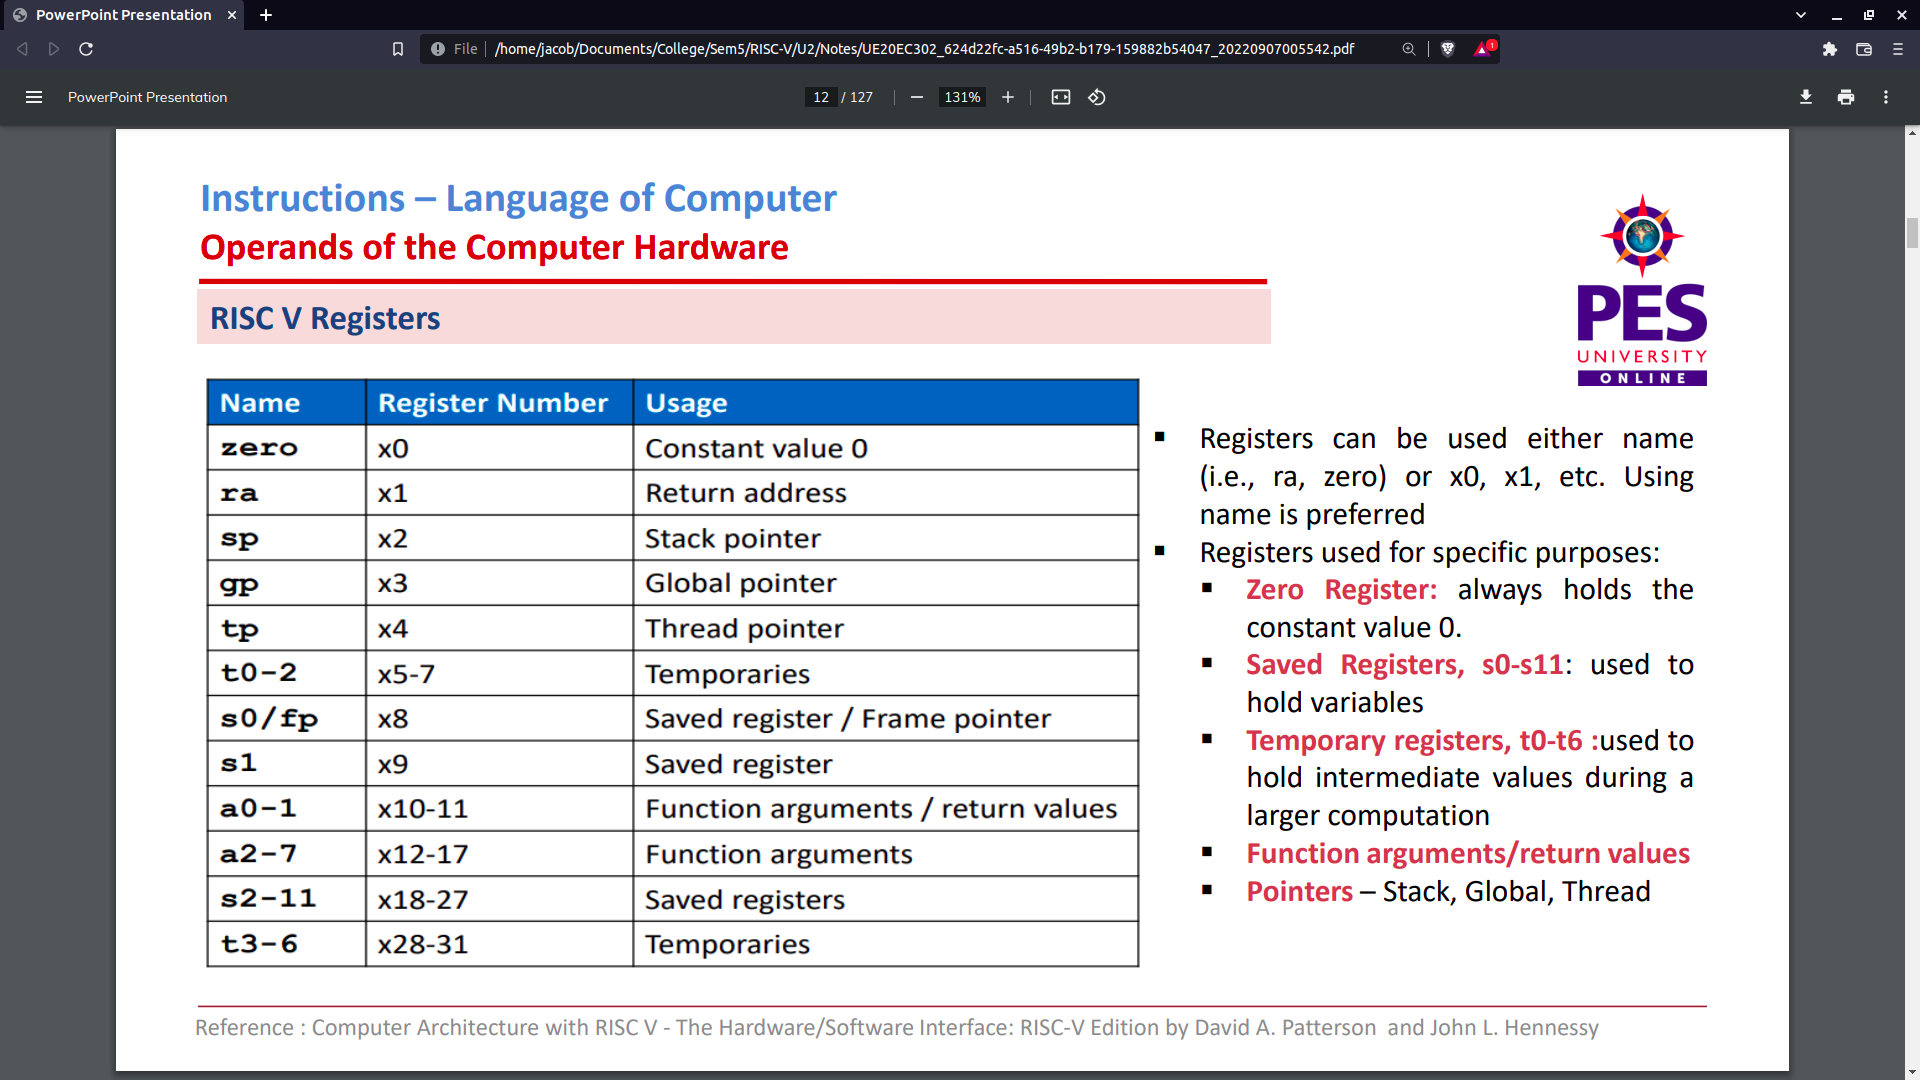 PowerPoint Presentation
File /home/jacob/Documents/College/Sem5/RISC-V/U2/Notes/UE20EC302_624d22fc-a516-49b2-b179-159882b54047_20220907005542.pdf
1
PowerPoint Presentation
12 / 127
131%
Instructions – Language of Computer
Operands of the Computer Hardware
RISC V Registers
PES
UNIVERSITY
ONLINE
Name Register Number Usage
zero x0 Constant value 0
ra x1 Return address
sp x2 Stack pointer
gp x3 Global pointer
tp x4 Thread pointer
t0-2 x5-7 Temporaries
s0/fp x8 Saved register / Frame pointer
s1 x9 Saved register
a0-1 x10-11 Function arguments / return values
a2-7 x12-17 Function arguments
s2-11 x18-27 Saved registers
t3-6 x28-31 Temporaries
▪ Registers can be used either name
(i.e., ra, zero) or x0, x1, etc. Using
name is preferred
▪ Registers used for specific purposes:
▪ Zero Register: always holds the
constant value 0.
▪ Saved Registers, s0-s11: used to
hold variables
▪ Temporary registers, t0-t6 :used to
hold intermediate values during a
larger computation
▪ Function arguments/return values
▪ Pointers – Stack, Global, Thread
Reference : Computer Architecture with RISC V - The Hardware/Software Interface: RISC-V Edition by David A. Patterson and John L. Hennessy